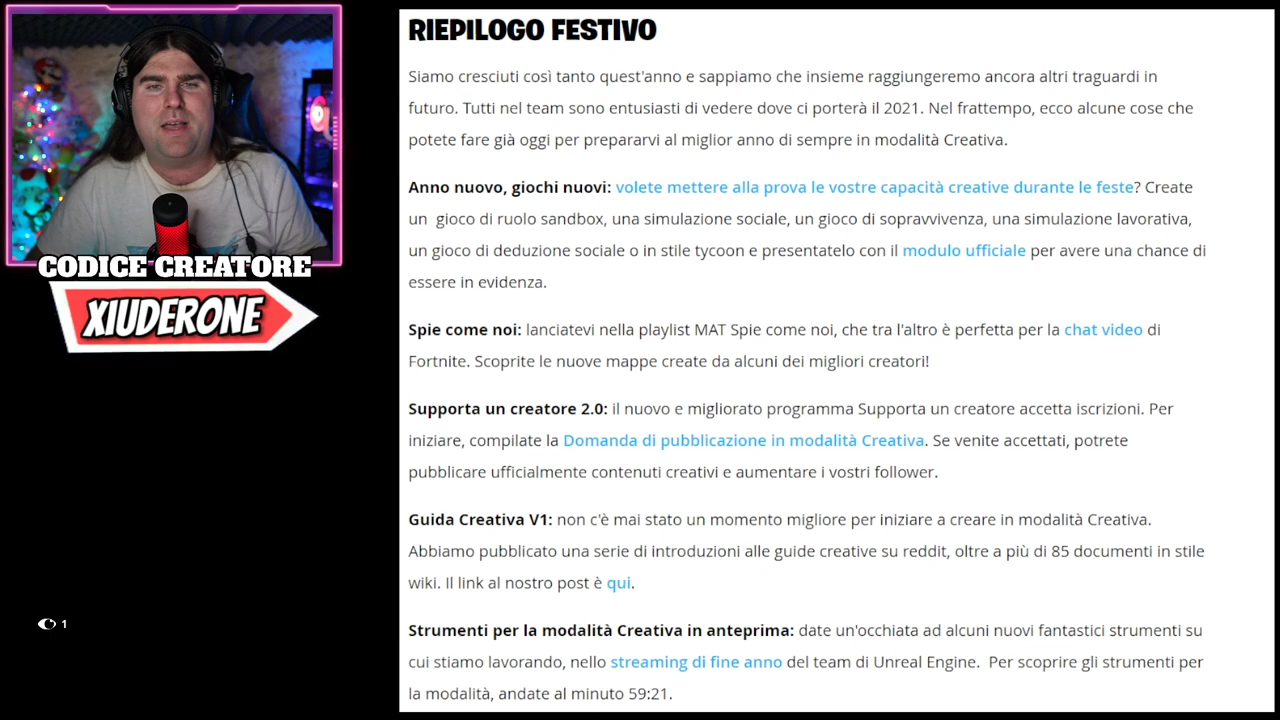 RIEPILOGO FESTIVO
Siamo cresciuti così tanto quest'anno e sappiamo che insieme raggiungeremo ancora altri traguardi in
futuro. Tutti nel team sono entusiasti di vedere dove ci porterà il 2021. Nel frattempo, ecco alcune cose che
potete fare già oggi per prepararvi al miglior anno di sempre in modalità Creativa.
Anno nuovo, giochi nuovi: volete mettere alla prova le vostre capacità creative durante le feste? Create
un gioco di ruolo sandbox, una simulazione sociale, un gioco di sopravvivenza, una simulazione lavorativa,
un gioco di deduzione sociale o in stile tycoon e presentatelo con il modulo ufficiale per avere una chance di
essere in evidenza.
Spie come noi: lanciatevi nella playlist MAT Spie come noi, che tra l'altro è perfetta per la chat video di
Fortnite. Scoprite le nuove mappe create da alcuni dei migliori creatori!
Supporta un creatore 2.0: il nuovo e migliorato programma Supporta un creatore accetta iscrizioni. Per
iniziare, compilate la Domanda di pubblicazione in modalità Creativa. Se venite accettati, potrete
pubblicare ufficialmente contenuti creativi e aumentare i vostri follower.
Guida Creativa V1: non c'è mai stato un momento migliore per iniziare a creare in modalità Creativa.
Abbiamo pubblicato una serie di introduzioni alle guide creative su reddit, oltre a più di 85 documenti in stile
wiki. Il link al nostro post è qui.
Strumenti per la modalità Creativa in anteprima: date un'occhiata ad alcuni nuovi fantastici strumenti su
cui stiamo lavorando, nello streaming di fine anno del team di Unreal Engine. Per scoprire gli strumenti per
la modalità, andate al minuto 59:21.
CODICE CREATORE
XIUDERONE
1